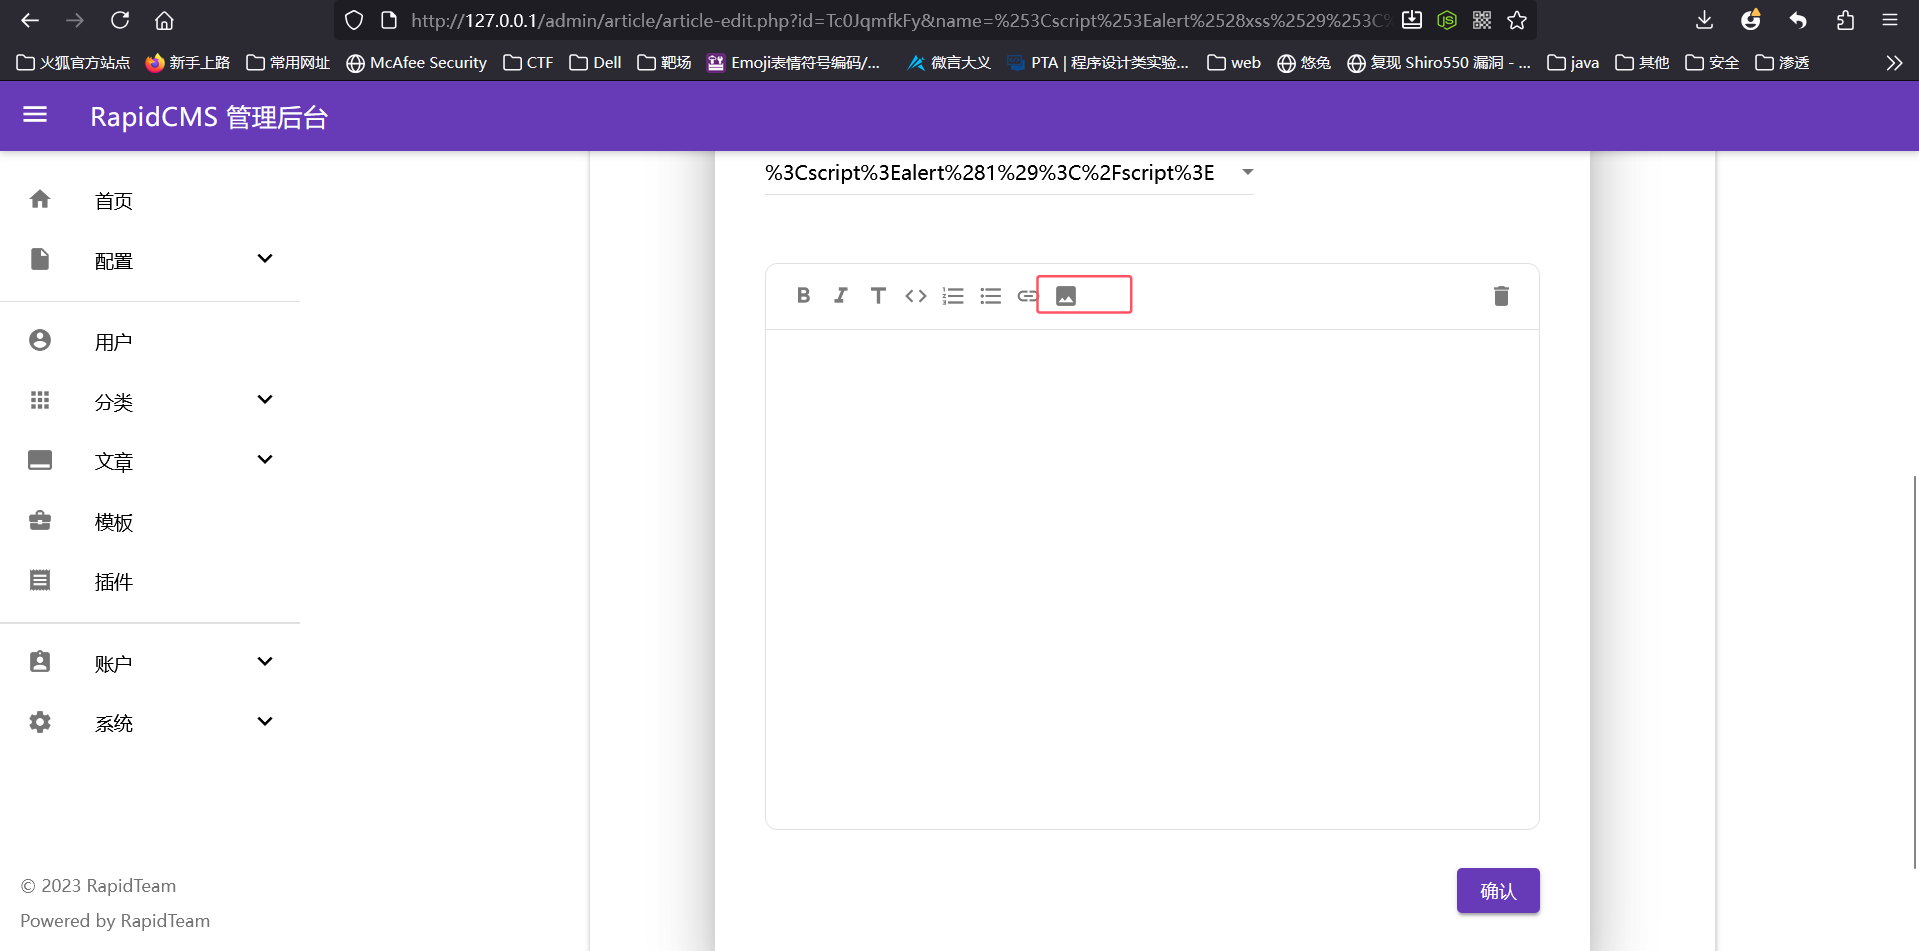 http://127.0.0.1/admin/article/article-edit.php?id=Tc0JqmfkFy&name=%253Cscript%253Ealert%2528xss%2529%253C%
火狐官方站点 新手上路 常用网址 McAfee Security CTF Dell 靶场 Emoji表情符号编码/... 微言大义 PTA | 程序设计类实验... web 悠兔 复现 Shiro550 漏洞 - ... java 其他 安全 渗透
RapidCMS 管理后台
%3Cscript%3Ealert%281%29%3C%2Fscript%3E
首页
配置
用户
分类
文章
模板
插件
账户
系统
确认
© 2023 RapidTeam
Powered by RapidTeam